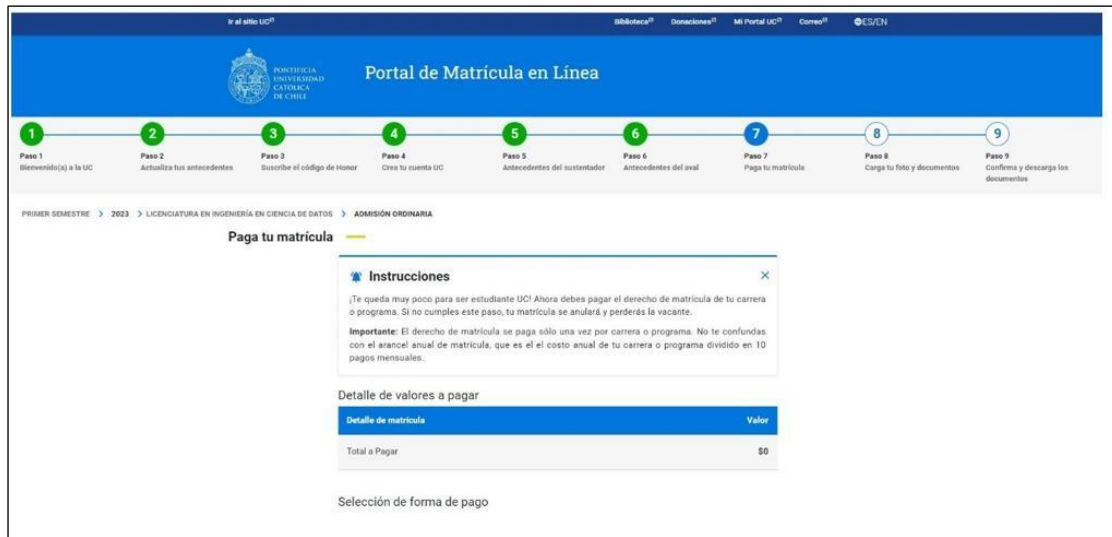 Ir al sitio UC
Biblioteca Donaciones Mi Portal UC Correo ES/EN
PONTIFICIA
UNIVERSIDAD
CATÓLICA
DE CHILE
Portal de Matrícula en Línea
1 2 3 4 5 6 7 8 9
Paso 1 Paso 2 Paso 3 Paso 4 Paso 5 Paso 6 Paso 7 Paso 8 Paso 9
Bienvenido(a) a la UC Actualiza tus antecedentes Suscribe el código de Honor Crea tu cuenta UC Antecedentes del sustentador Antecedentes del aval Paga tu matrícula Carga tu foto y documentos Confirma y descarga los
documentos
PRIMER SEMESTRE > 2023 > LICENCIATURA EN INGENIERÍA EN CIENCIA DE DATOS > ADMISIÓN ORDINARIA
Paga tu matrícula
Instrucciones
¡Te queda muy poco para ser estudiante UC! Ahora debes pagar el derecho de matrícula de tu carrera
o programa. Si no cumples este paso, tu matrícula se anulará y perderás la vacante.
Importante: El derecho de matrícula se paga sólo una vez por carrera o programa. No te confundas
con el arancel anual de matrícula, que es el el costo anual de tu carrera o programa dividido en 10
pagos mensuales.
Detalle de valores a pagar
Detalle de matrícula Valor
Total a Pagar $0
Selección de forma de pago